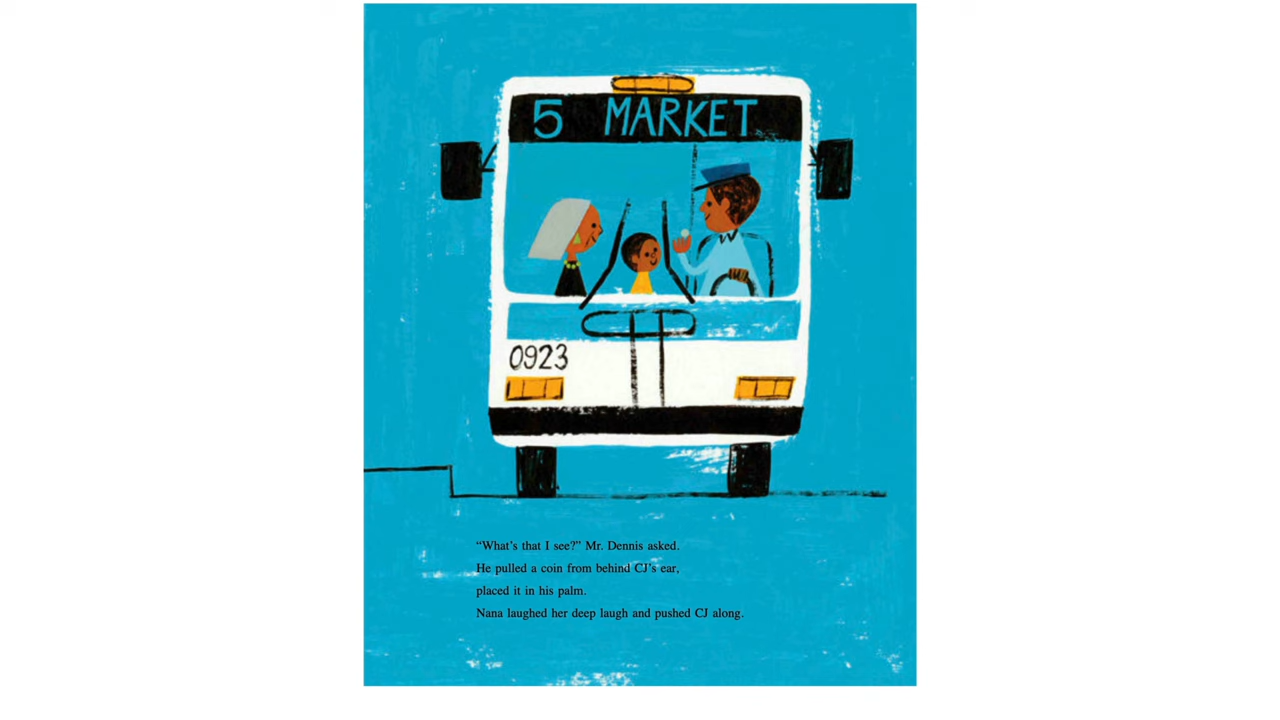 5 MARKET
0923
“What’s that I see?” Mr. Dennis asked.
He pulled a coin from behind CJ’s ear,
placed it in his palm.
Nana laughed her deep laugh and pushed CJ along.